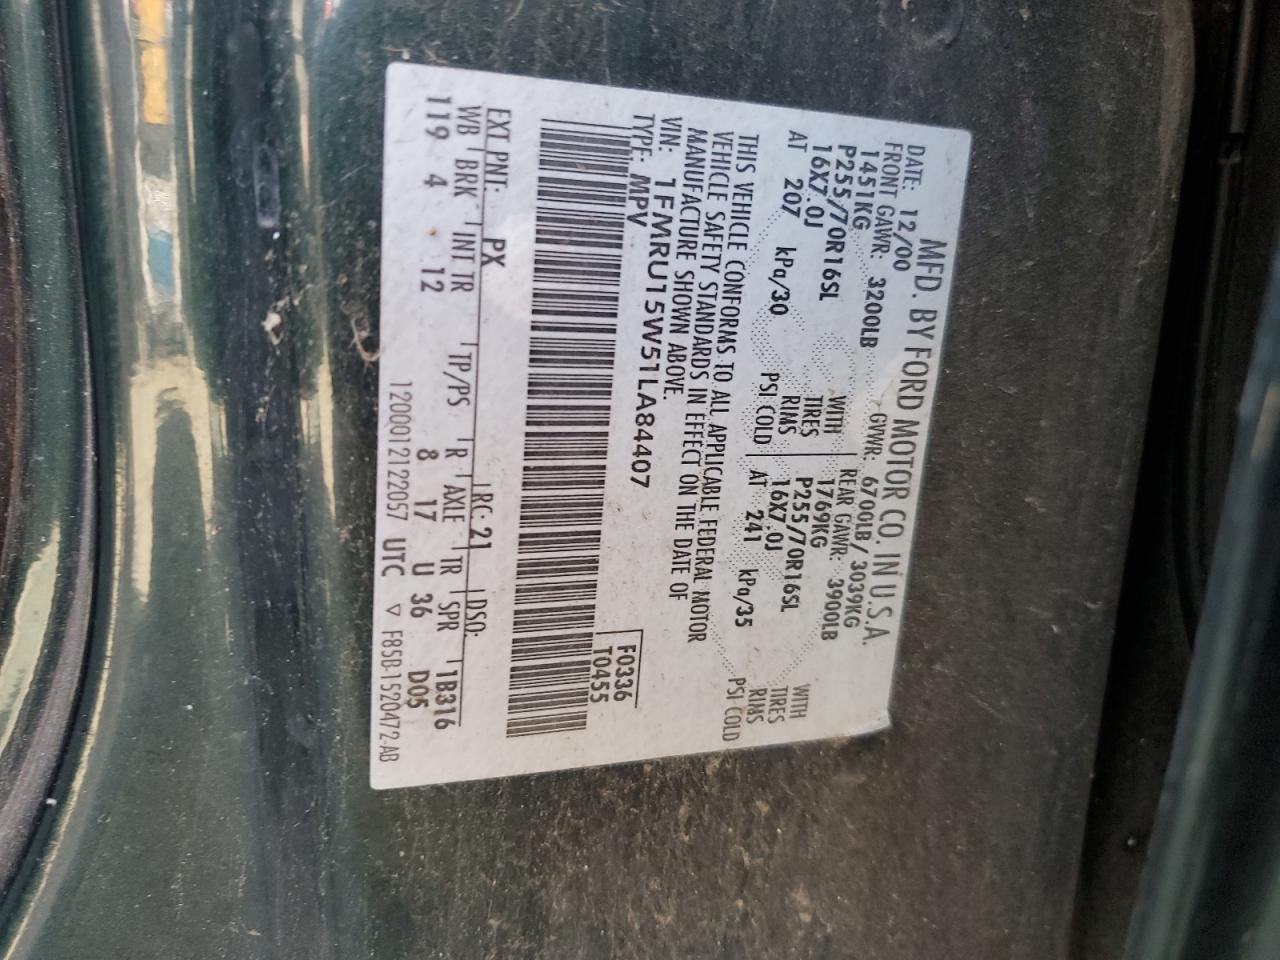 MFD. BY FORD MOTOR CO. IN U.S.A.
DATE: 12/00 GVWR: 6700LB/ 3039KG
FRONT GAWR: 3200LB REAR GAWR: 3900LB
1451KG WITH 1769KG WITH
P255/70R16SL TIRES P255/70R16SL TIRES
16X7.0J RIMS 16X7.0J RIMS
AT 207 kPa/30 PSI COLD AT 241 kPa/35 PSI COLD
THIS VEHICLE CONFORMS TO ALL APPLICABLE FEDERAL MOTOR
VEHICLE SAFETY STANDARDS IN EFFECT ON THE DATE OF
MANUFACTURE SHOWN ABOVE.
VIN: 1FMRU15W51LA84407 F0336
TYPE: MPV T0455
EXT PNT: PX RC: 21 DSO:
WB BRK INT TR TP/PS R AXLE TR SPR 1B316
119 4 12 8 17 U 36 D05
12000121222057 UTC ▽ F85B-1520472-AB